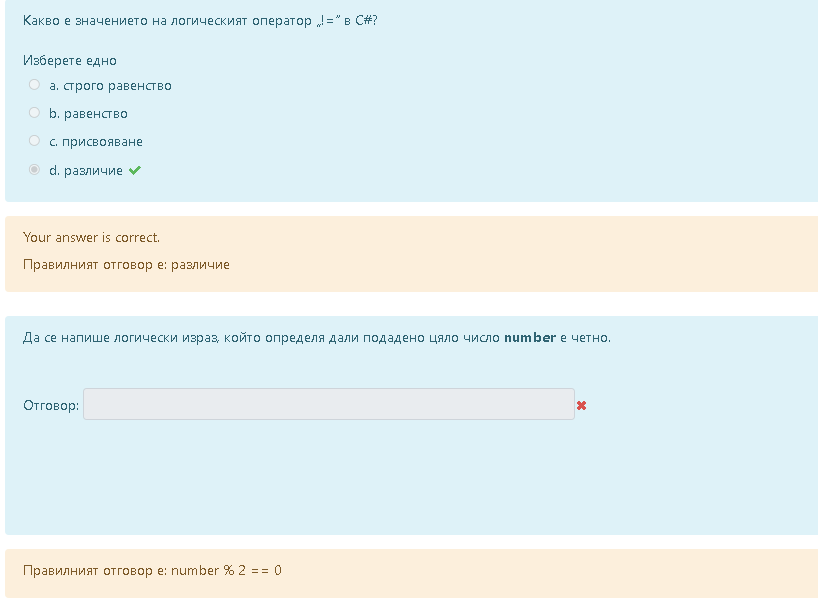 Какво е значението на логическият оператор „!=“ в C#?
Изберете едно
a. строго равенство
b. равенство
c. присвояване
d. различие
Your answer is correct.
Правилният отговор е: различие
Да се напише логически израз, който определя дали подадено цяло число number е четно.
Отговор:
Правилният отговор е: number % 2 == 0